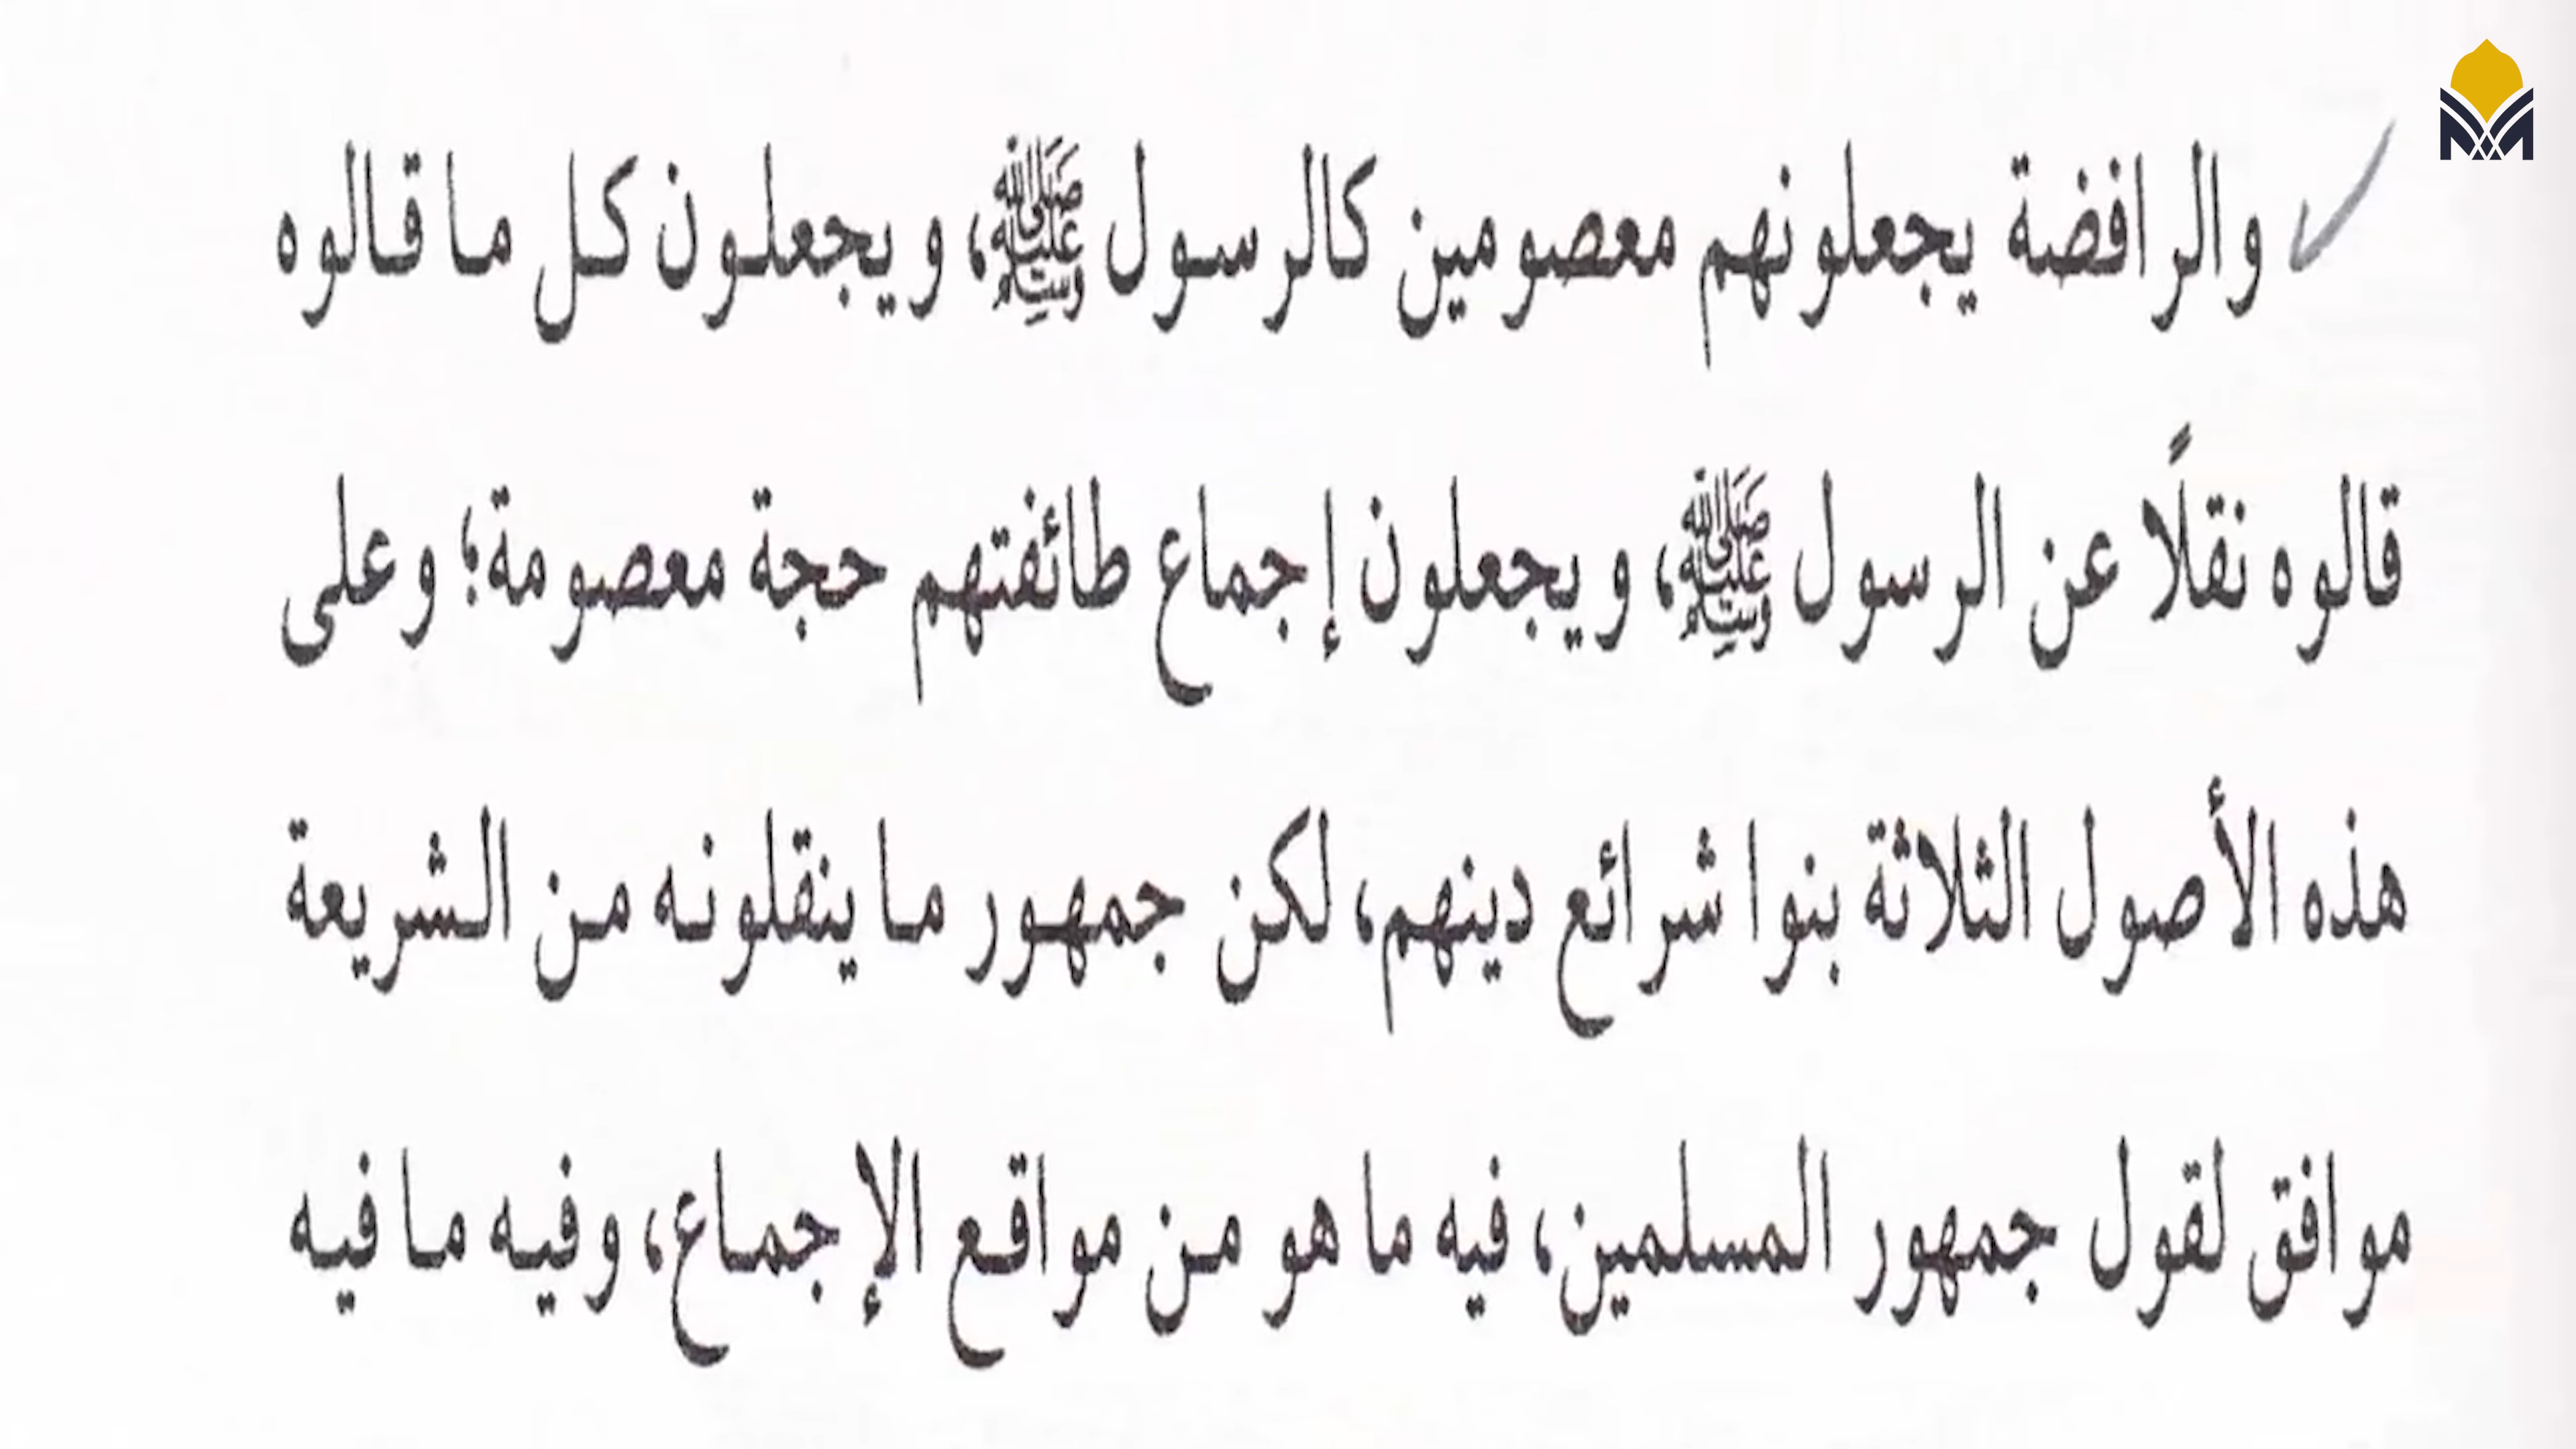 والرافضة يجعلونهم معصومين كالرسول ﷺ، ويجعلون كل ما قالوه
قالوه نقلًا عن الرسول ﷺ، ويجعلون إجماع طائفتهم حجة معصومة؛ وعلى
هذه الأصول الثلاثة بنوا شرائع دينهم، لكن جمهور ما ينقلونه من الشريعة
موافق لقول جمهور المسلمين، فيه ما هو من مواقع الإجماع، وفيه ما فيه